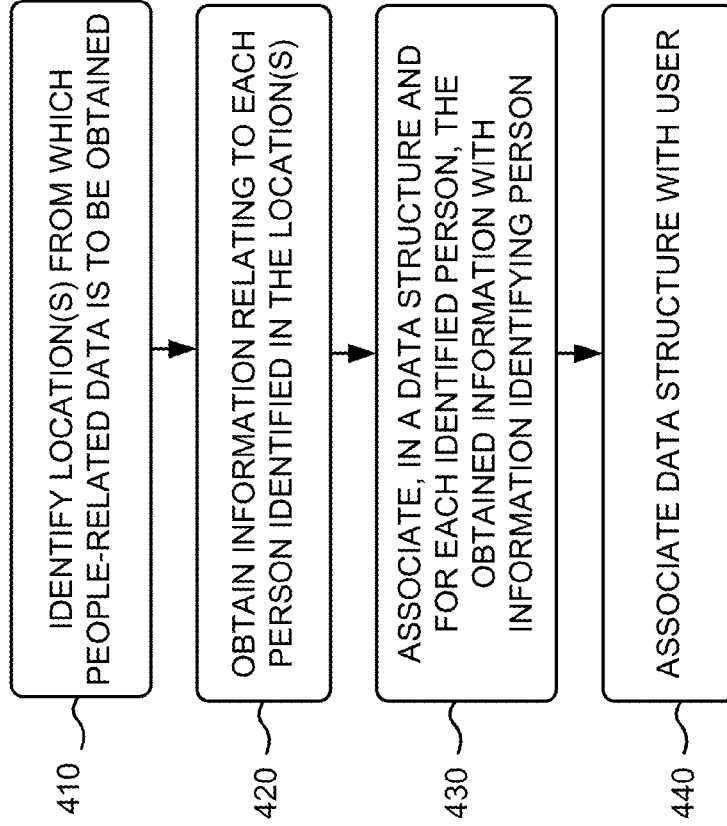 410
IDENTIFY LOCATION(S) FROM WHICH
PEOPLE-RELATED DATA IS TO BE OBTAINED
420
OBTAIN INFORMATION RELATING TO EACH
PERSON IDENTIFIED IN THE LOCATION(S)
430
ASSOCIATE, IN A DATA STRUCTURE AND
FOR EACH IDENTIFIED PERSON, THE
OBTAINED INFORMATION WITH
INFORMATION IDENTIFYING PERSON
440
ASSOCIATE DATA STRUCTURE WITH USER